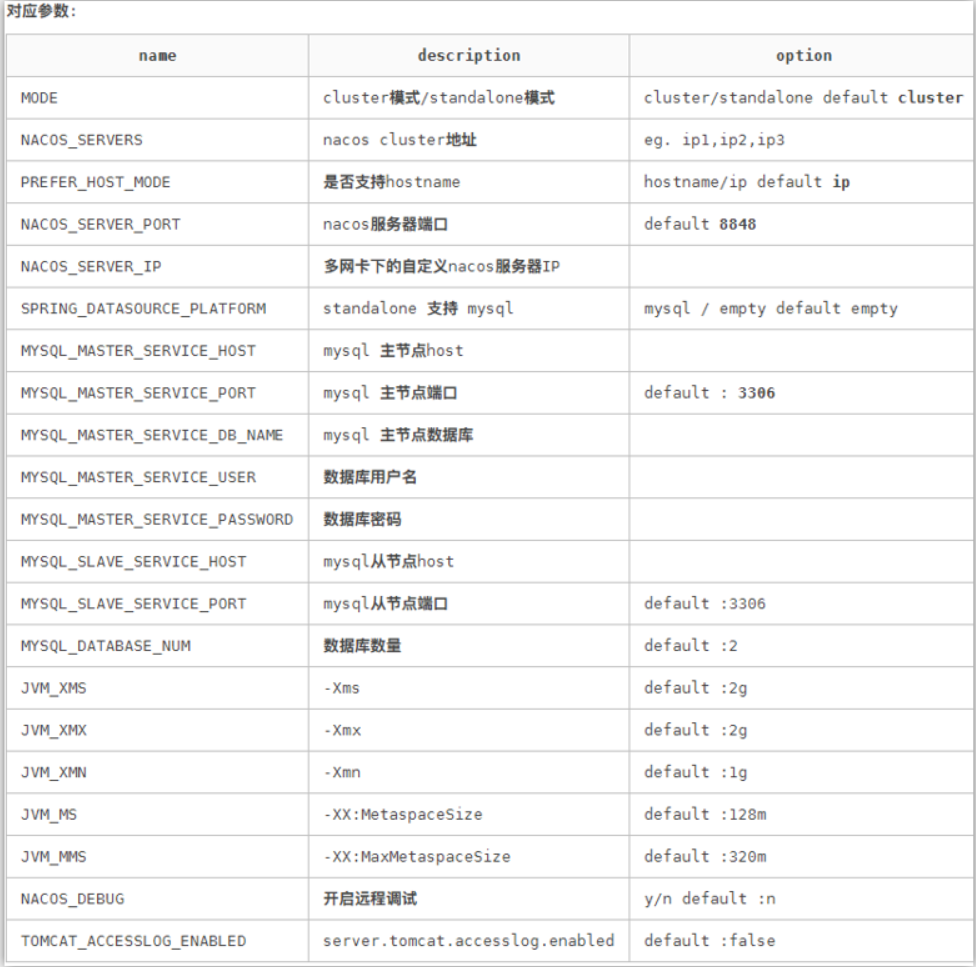 对应参数:
name description option
MODE cluster模式/standalone模式 cluster/standalone default cluster
NACOS_SERVERS nacos cluster地址 eg. ip1,ip2,ip3
PREFER_HOST_MODE 是否支持hostname hostname/ip default ip
NACOS_SERVER_PORT nacos服务器端口 default 8848
NACOS_SERVER_IP 多网卡下的自定义nacos服务器IP
SPRING_DATASOURCE_PLATFORM standalone 支持 mysql mysql / empty default empty
MYSQL_MASTER_SERVICE_HOST mysql 主节点host
MYSQL_MASTER_SERVICE_PORT mysql 主节点端口 default : 3306
MYSQL_MASTER_SERVICE_DB_NAME mysql 主节点数据库
MYSQL_MASTER_SERVICE_USER 数据库用户名
MYSQL_MASTER_SERVICE_PASSWORD 数据库密码
MYSQL_SLAVE_SERVICE_HOST mysql从节点host
MYSQL_SLAVE_SERVICE_PORT mysql从节点端口 default :3306
MYSQL_DATABASE_NUM 数据库数量 default :2
JVM_XMS -Xms default :2g
JVM_XMX -Xmx default :2g
JVM_XMN -Xmn default :1g
JVM_MS -XX:MetaspaceSize default :128m
JVM_MMS -XX:MaxMetaspaceSize default :320m
NACOS_DEBUG 开启远程调试 y/n default :n
TOMCAT_ACCESSLOG_ENABLED server.tomcat.accesslog.enabled default :false